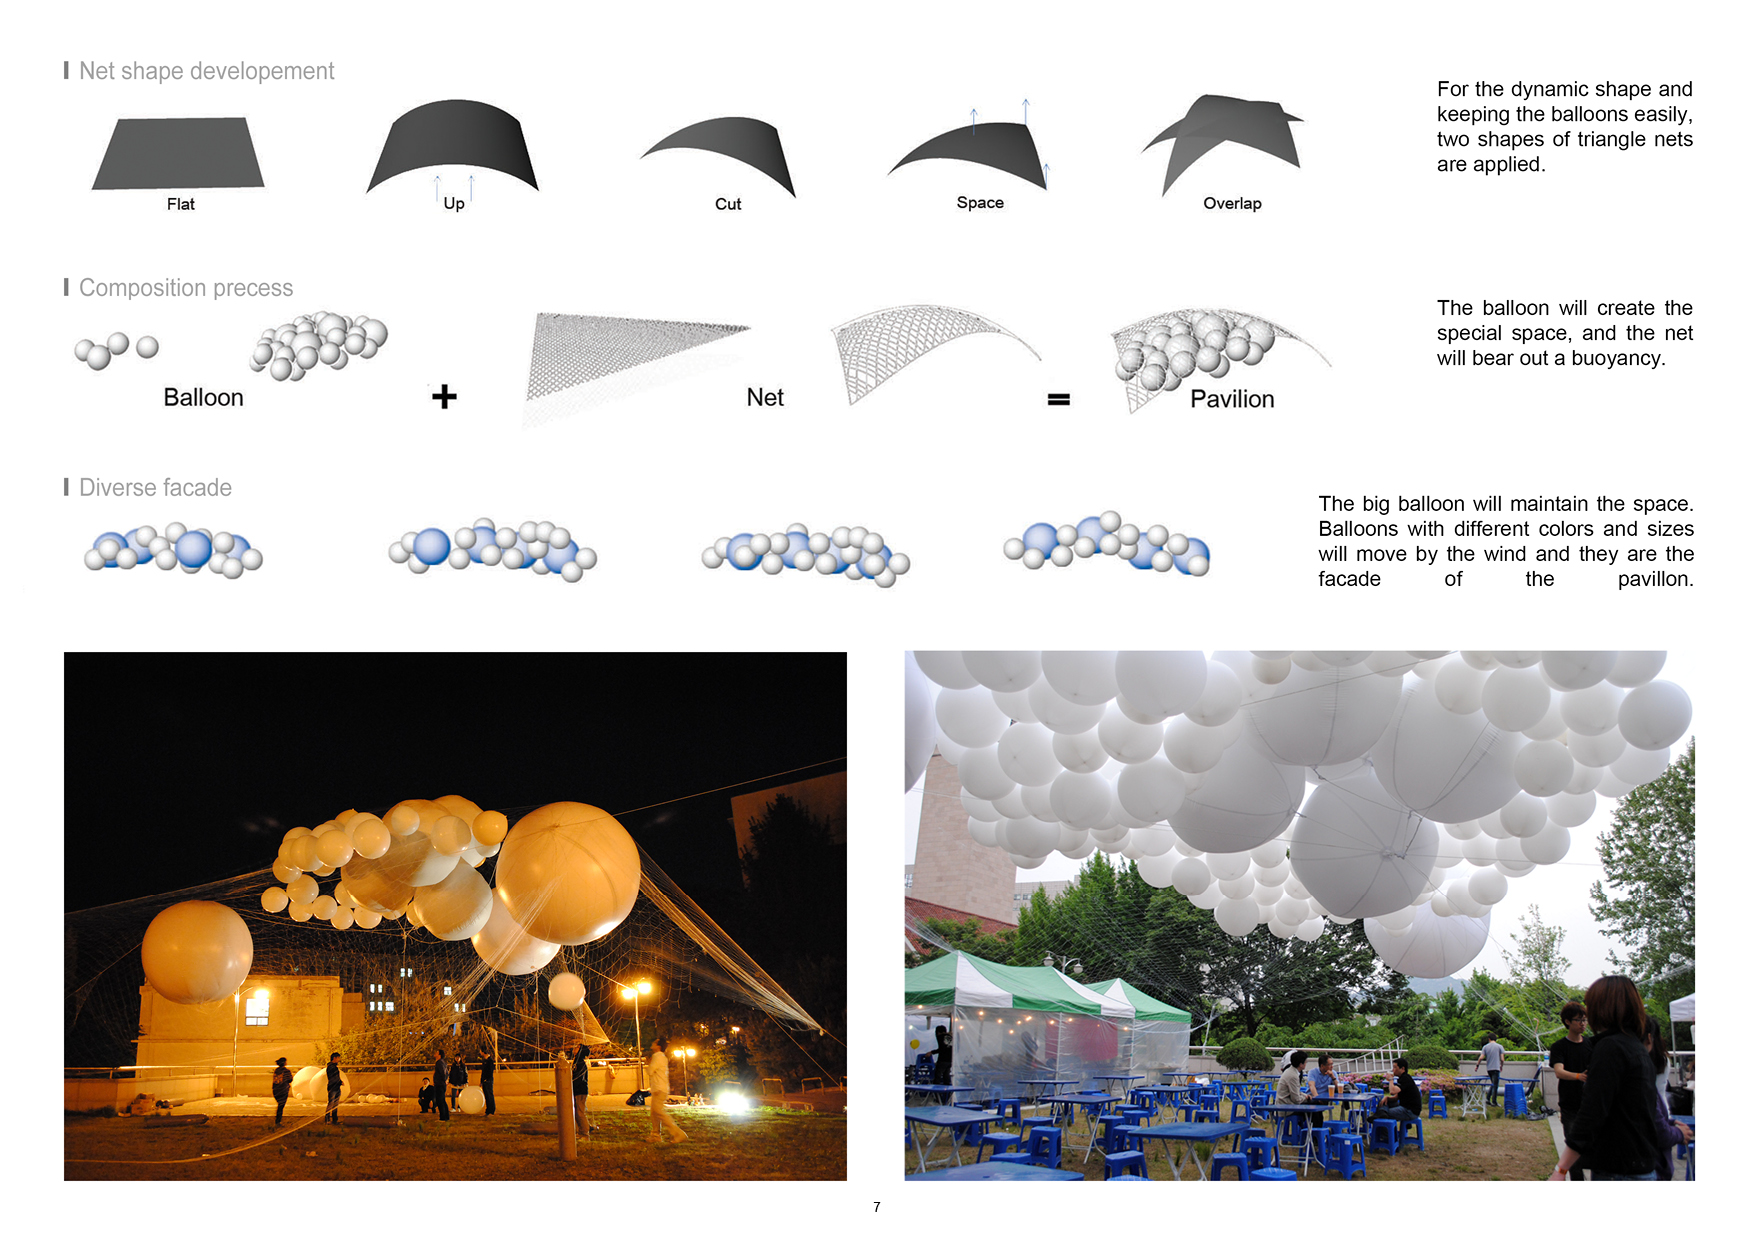 Net shape developement
Flat
Up
Cut
Space
Overlap
For the dynamic shape and
keeping the balloons easily,
two shapes of triangle nets
are applied.
Composition precess
Balloon
+
Net
=
Pavilion
The balloon will create the
special space, and the net
will bear out a buoyancy.
Diverse facade
The big balloon will maintain the space.
Balloons with different colors and sizes
will move by the wind and they are the
facade of the pavillon.
7